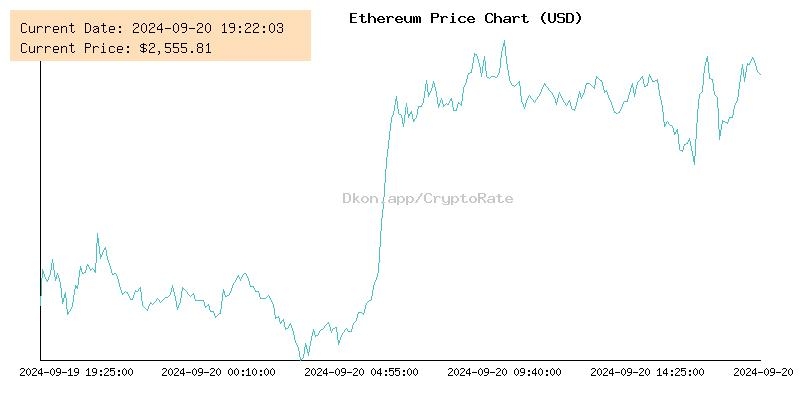 Ethereum Price Chart (USD)
Current Date: 2024-09-20 19:22:03
Current Price: $2,555.81
Dkon.app/CryptoRate
2024-09-19 19:25:00 2024-09-20 00:10:00 2024-09-20 04:55:00 2024-09-20 09:40:00 2024-09-20 14:25:00 2024-09-20